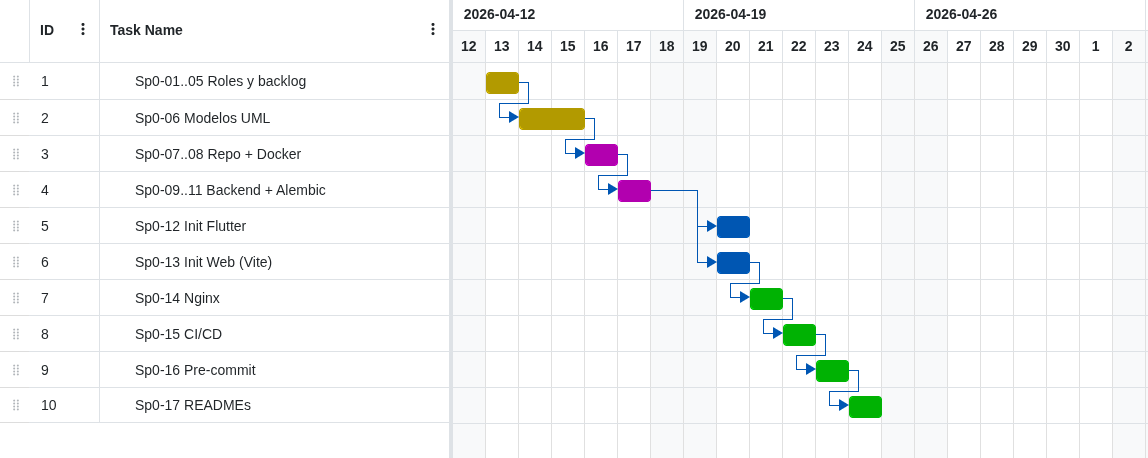 ID Task Name 2026-04-12 2026-04-19 2026-04-26
12 13 14 15 16 17 18 19 20 21 22 23 24 25 26 27 28 29 30 1 2
1 Sp0-01..05 Roles y backlog
2 Sp0-06 Modelos UML
3 Sp0-07..08 Repo + Docker
4 Sp0-09..11 Backend + Alembic
5 Sp0-12 Init Flutter
6 Sp0-13 Init Web (Vite)
7 Sp0-14 Nginx
8 Sp0-15 CI/CD
9 Sp0-16 Pre-commit
10 Sp0-17 READMEs